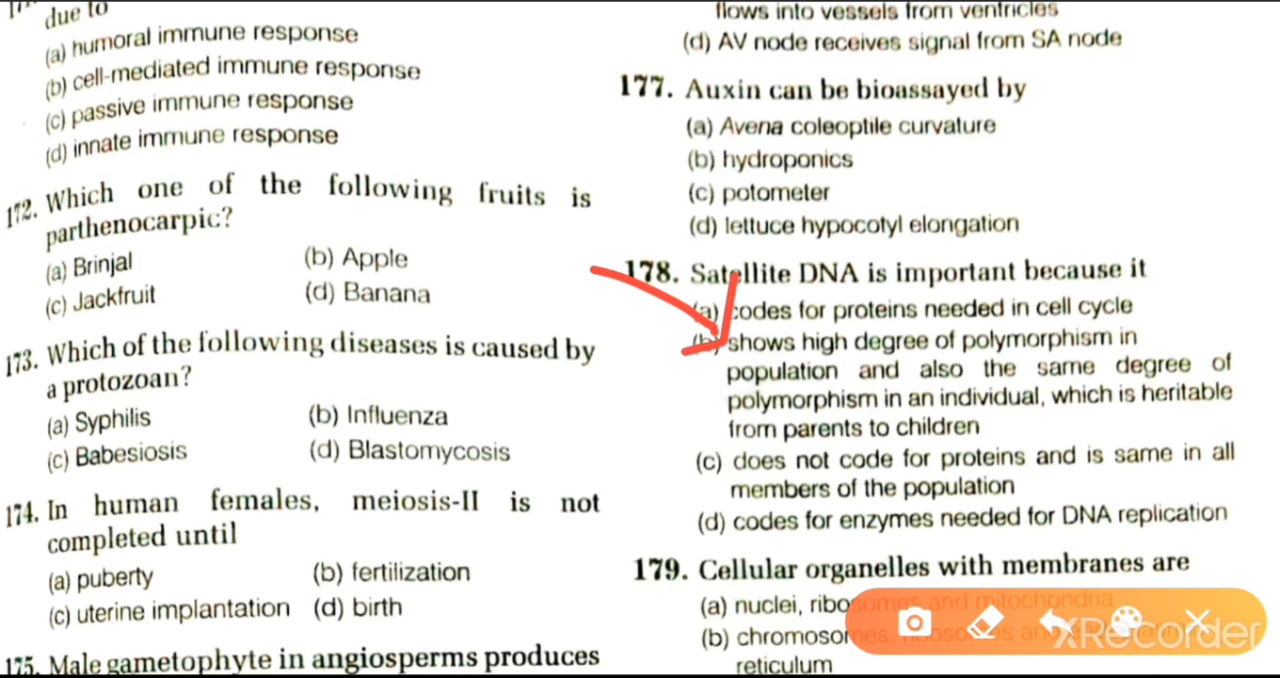 due to
(a) humoral immune response
(b) cell-mediated immune response
(c) passive immune response
(d) innate immune response
172. Which one of the following fruits is
parthenocarpic?
(a) Brinjal (b) Apple
(c) Jackfruit (d) Banana
173. Which of the following diseases is caused by
a protozoan?
(a) Syphilis (b) Influenza
(c) Babesiosis (d) Blastomycosis
174. In human females, meiosis-II is not
completed until
(a) puberty (b) fertilization
(c) uterine implantation (d) birth
175. Male gametophyte in angiosperms produces
flows into vessels from ventricles
(d) AV node receives signal from SA node
177. Auxin can be bioassayed by
(a) Avena coleoptile curvature
(b) hydroponics
(c) potometer
(d) lettuce hypocotyl elongation
178. Satellite DNA is important because it
(a) codes for proteins needed in cell cycle
(b) shows high degree of polymorphism in
population and also the same degree of
polymorphism in an individual, which is heritable
from parents to children
(c) does not code for proteins and is same in all
members of the population
(d) codes for enzymes needed for DNA replication
179. Cellular organelles with membranes are
(a) nuclei, ribosomes and mitochondria
(b) chromosomes, ribosomes and
reticulum
XRecorder